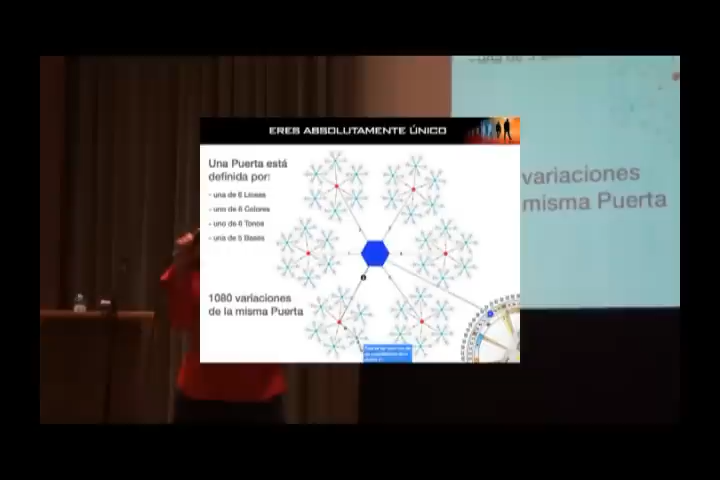 ERES ABSOLUTAMENTE ÚNICO
Una Puerta está
definida por:
- una de 6 Líneas
- uno de 6 Colores
- uno de 6 Tonos
- una de 5 Bases
1080 variaciones
de la misma Puerta
variaciones
misma Puerta